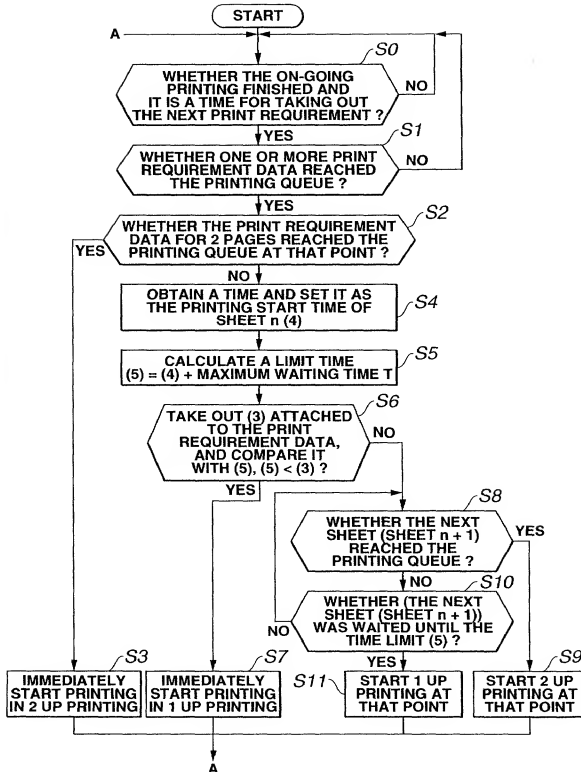 START
A
S0
WHETHER THE ON-GOING
PRINTING FINISHED AND
IT IS A TIME FOR TAKING OUT
THE NEXT PRINT REQUIREMENT ?
NO
YES
S1
WHETHER ONE OR MORE PRINT
REQUIREMENT DATA REACHED
THE PRINTING QUEUE ?
NO
YES
S2
WHETHER THE PRINT REQUIREMENT
DATA FOR 2 PAGES REACHED THE
PRINTING QUEUE AT THAT POINT ?
YES
NO
S4
OBTAIN A TIME AND SET IT AS
THE PRINTING START TIME OF
SHEET n (4)
S5
CALCULATE A LIMIT TIME
(5) = (4) + MAXIMUM WAITING TIME T
S6
TAKE OUT (3) ATTACHED
TO THE PRINT
REQUIREMENT DATA,
AND COMPARE IT
WITH (5), (5) < (3) ?
NO
YES
S8
WHETHER THE NEXT
SHEET (SHEET n + 1)
REACHED THE
PRINTING QUEUE ?
YES
NO
S10
WHETHER (THE NEXT
SHEET (SHEET n + 1))
WAS WAITED UNTIL THE
TIME LIMIT (5) ?
NO
YES
S3
IMMEDIATELY
START PRINTING
IN 2 UP PRINTING
S7
IMMEDIATELY
START PRINTING
IN 1 UP PRINTING
S11
START 1 UP
PRINTING AT
THAT POINT
S9
START 2 UP
PRINTING AT
THAT POINT
A